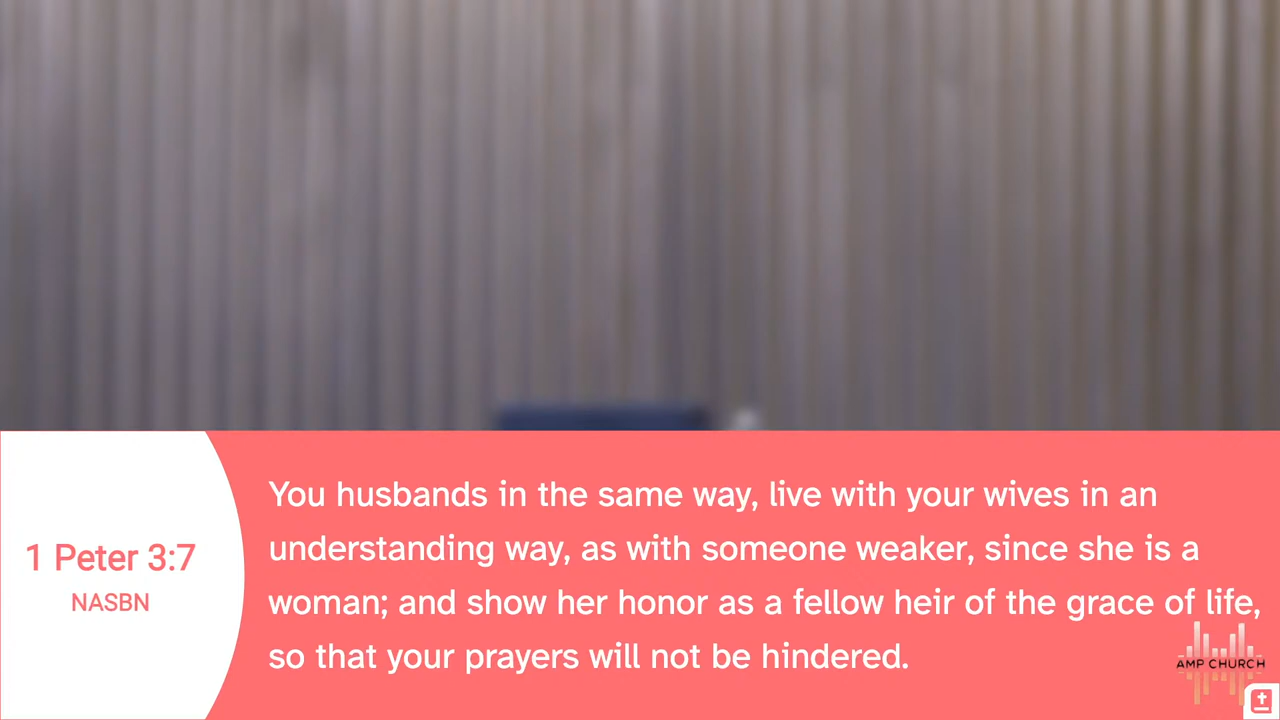 1 Peter 3:7
NASBN
You husbands in the same way, live with your wives in an
understanding way, as with someone weaker, since she is a
woman; and show her honor as a fellow heir of the grace of life,
so that your prayers will not be hindered.
AMP CHURCH